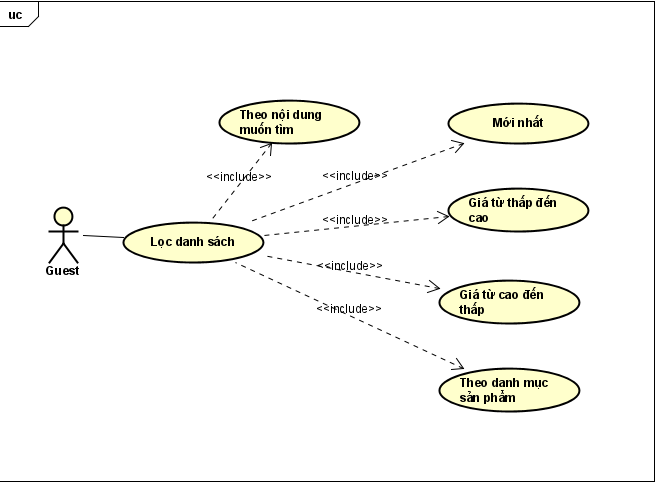 uc
Theo nội dung
muốn tìm
Mới nhất
<<include>>
<<include>>
Giá từ thấp đến
cao
<<include>>
Guest
Lọc danh sách
<<include>>
Giá từ cao đến
thấp
<<include>>
Theo danh mục
sản phẩm